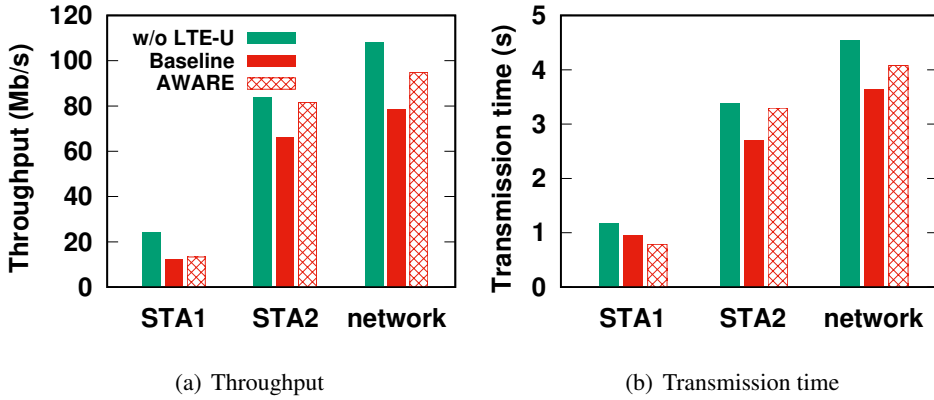 Throughput (Mb/s)
120
100
80
60
40
20
0
w/o LTE-U
Baseline
AWARE
STA1 STA2 network
(a) Throughput
Transmission time (s)
5
4
3
2
1
0
STA1 STA2 network
(b) Transmission time